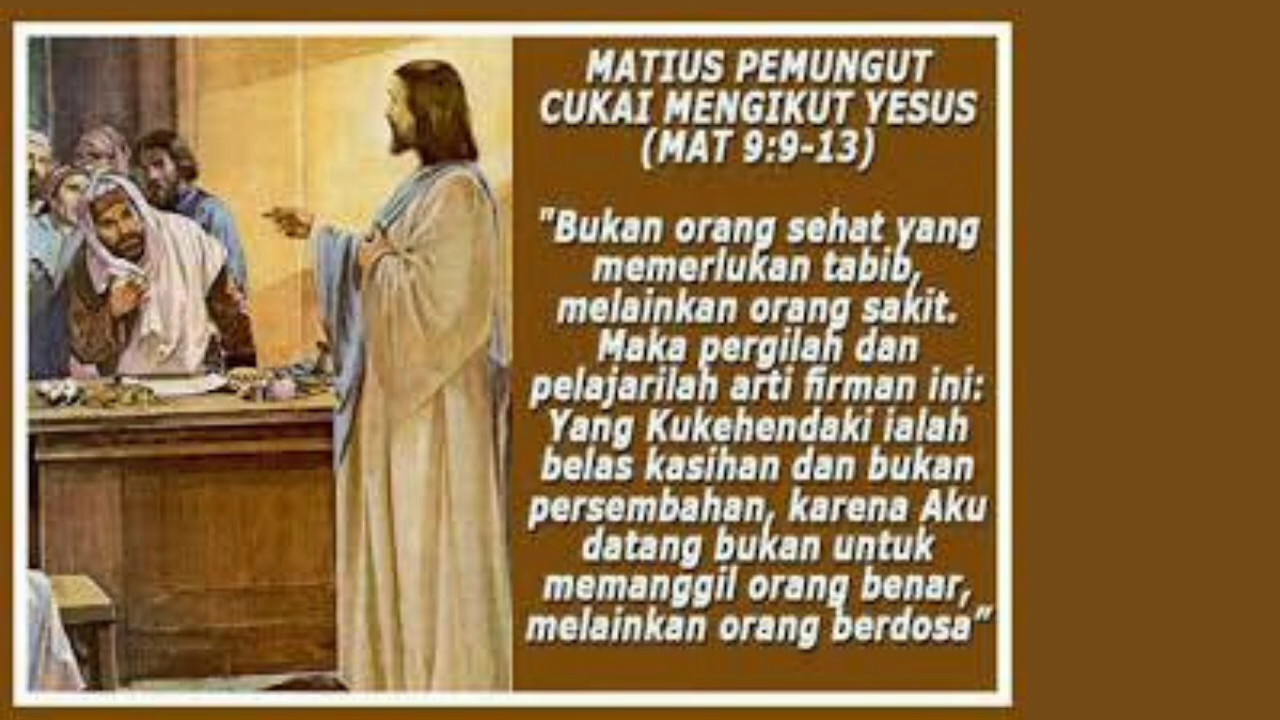 MATIUS PEMUNGUT
CUKAI MENGIKUT YESUS
(MAT 9:9-13)
"Bukan orang sehat yang
memerlukan tabib,
melainkan orang sakit.
Maka pergilah dan
pelajarilah arti firman ini:
Yang Kukehendaki ialah
belas kasihan dan bukan
persembahan, karena Aku
datang bukan untuk
memanggil orang benar,
melainkan orang berdosa"